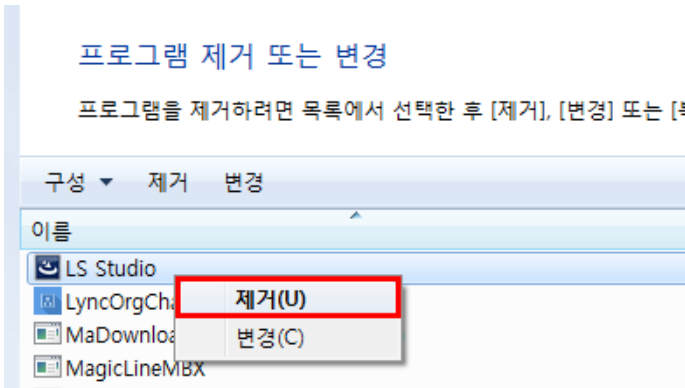 프로그램 제거 또는 변경
프로그램을 제거하려면 목록에서 선택한 후 [제거], [변경] 또는 [
구성 제거 변경
이름
LS Studio
LyncOrgCha
제거(U)
MaDownloa
변경(C)
MagicLineMBX